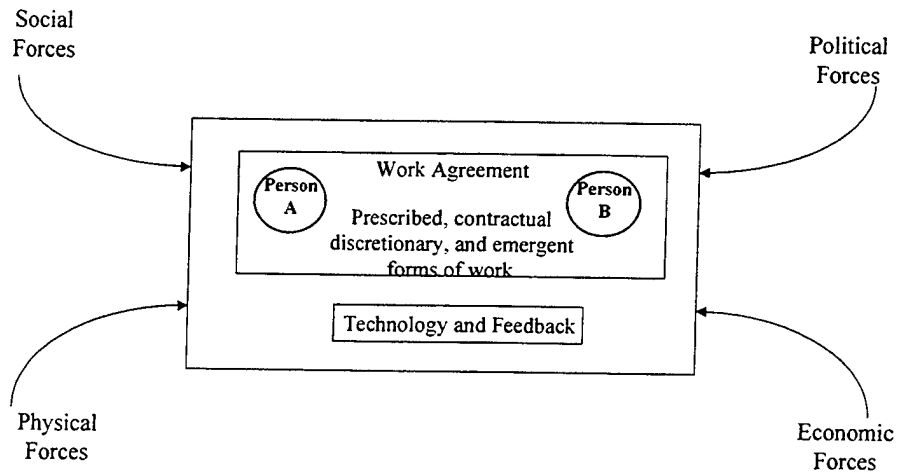 Social
Forces
Political
Forces
Work Agreement
Person
A
Person
B
Prescribed, contractual
discretionary, and emergent
forms of work
Technology and Feedback
Physical
Forces
Economic
Forces